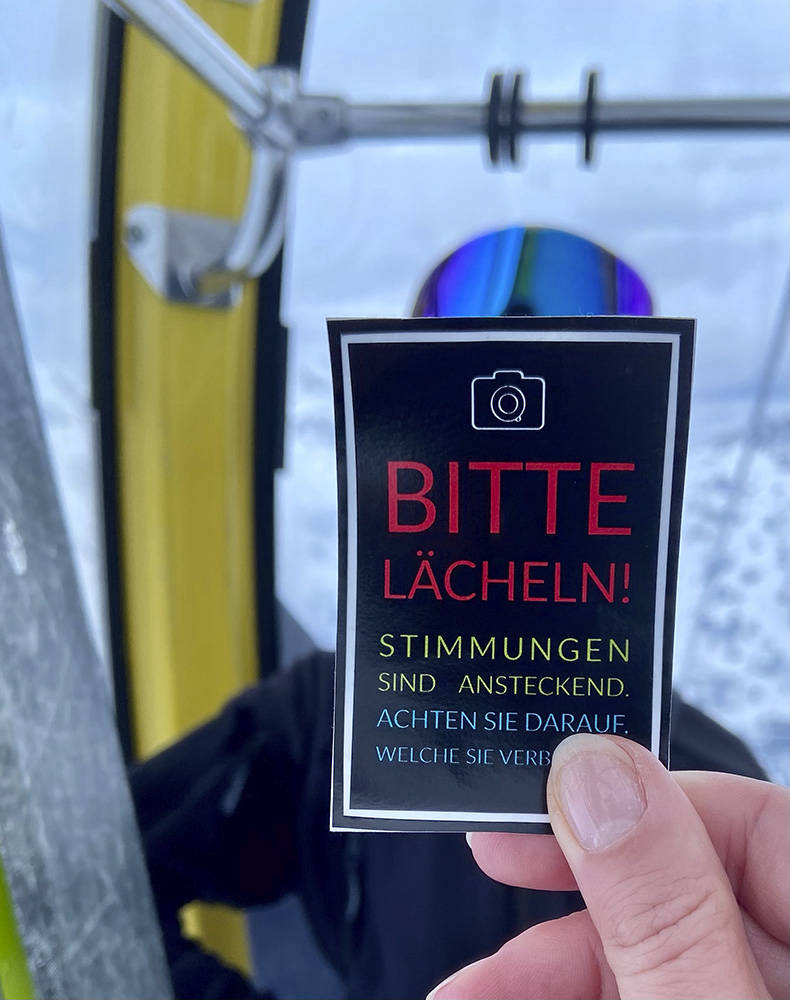 BITTE
LÄCHELN!
STIMMUNGEN
SIND ANSTECKEND.
ACHTEN SIE DARAUF.
WELCHE SIE